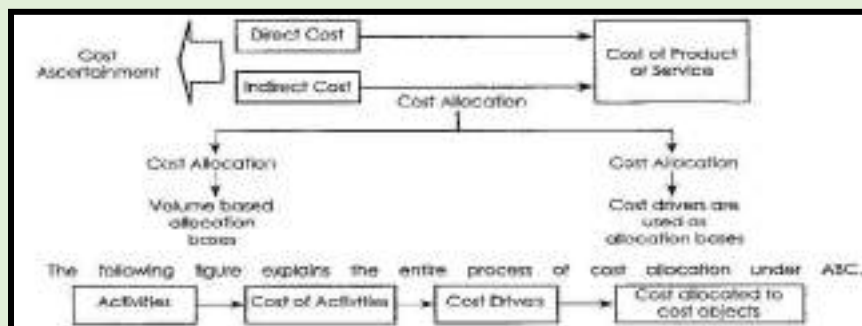 Direct Cost
Cost
Ascertainment
Cost of Product
or Service
Indirect Cost
Cost Allocation
Cost Allocation
Cost Allocation
Volume based
allocation
bases
Cost drivers are
used as
allocation bases
The following figure explains the entire process of cost allocation under ABC.
Activities
Cost of Activities
Cost Drivers
Cost allocated to
cost objects